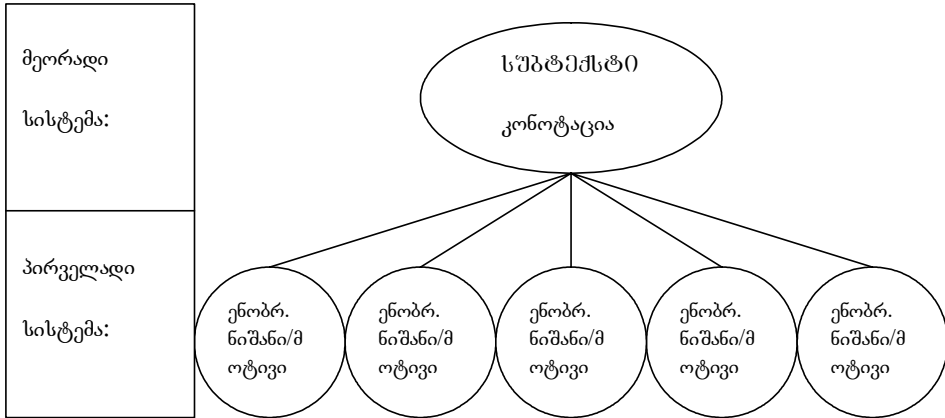 მეორადი
სისტემა:
სუბტექსტი
კონოტაცია
პირველადი
სისტემა:
ენობრ.
ნიშანი/მ
ოტივი
ენობრ.
ნიშანი/მ
ოტივი
ენობრ.
ნიშანი/მ
ოტივი
ენობრ.
ნიშანი/მ
ოტივი
ენობრ.
ნიშანი/მ
ოტივი